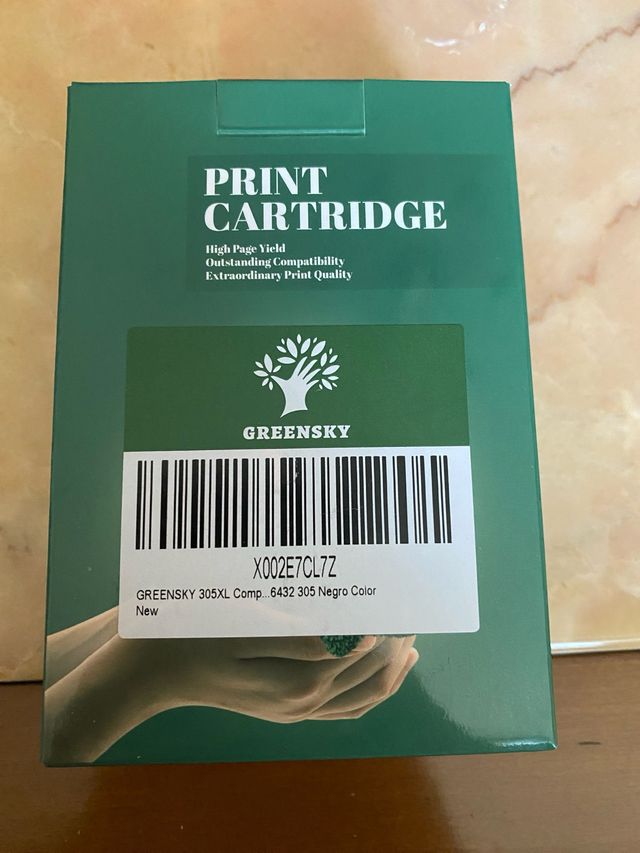 PRINT
CARTRIDGE
High Page Yield
Outstanding Compatibility
Extraordinary Print Quality
GREENSKY
X002E7CL7Z
GREENSKY 305XL Comp...6432 305 Negro Color
New